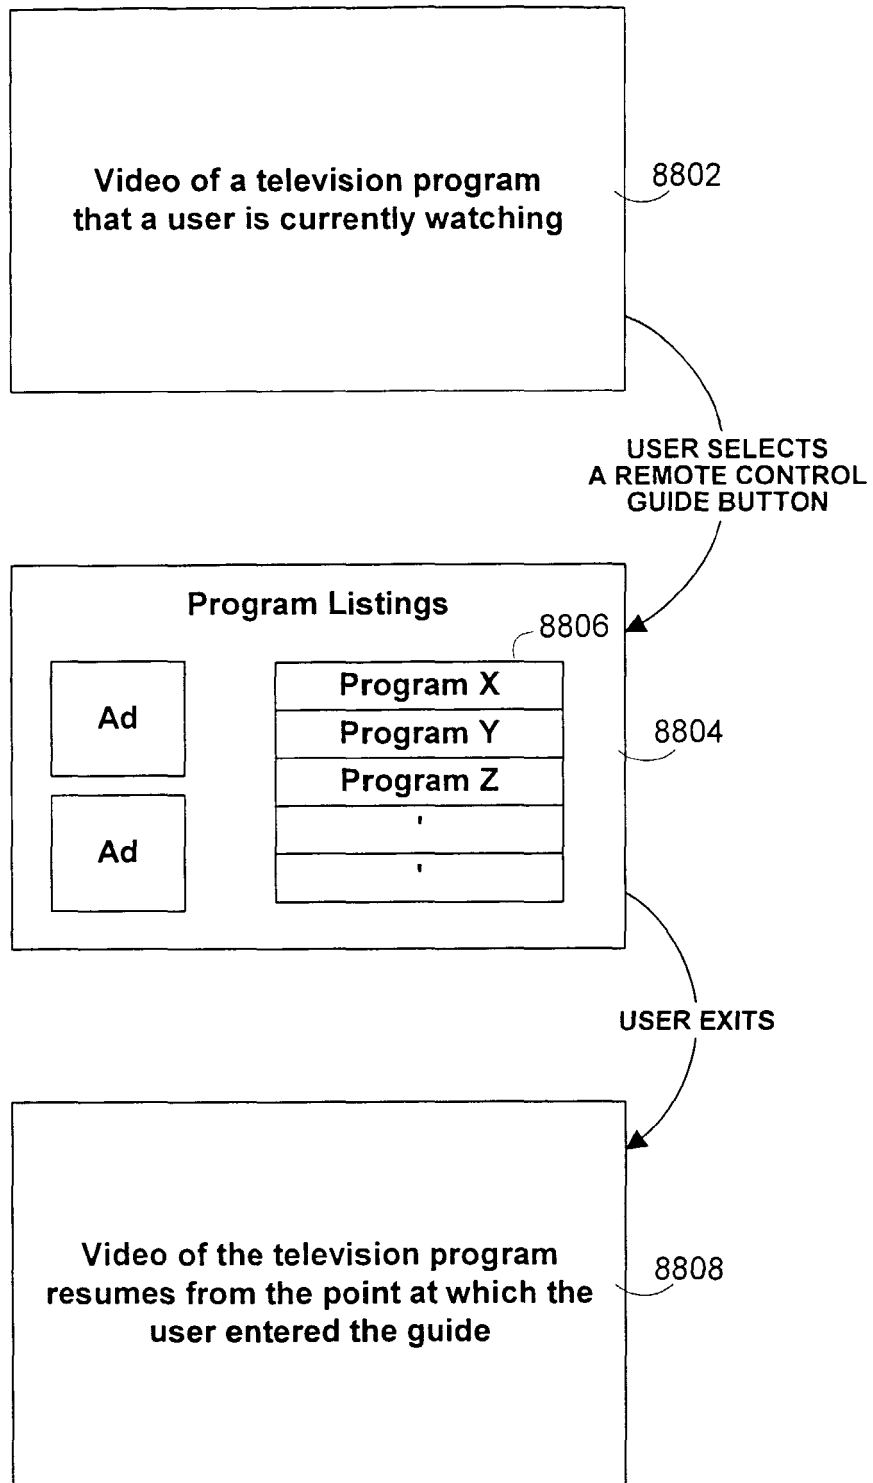 Video of a television program
that a user is currently watching
8802
USER SELECTS
A REMOTE CONTROL
GUIDE BUTTON
Program Listings
8806
Ad
Ad
Program X
Program Y
Program Z
'
'
8804
USER EXITS
Video of the television program
resumes from the point at which the
user entered the guide
8808